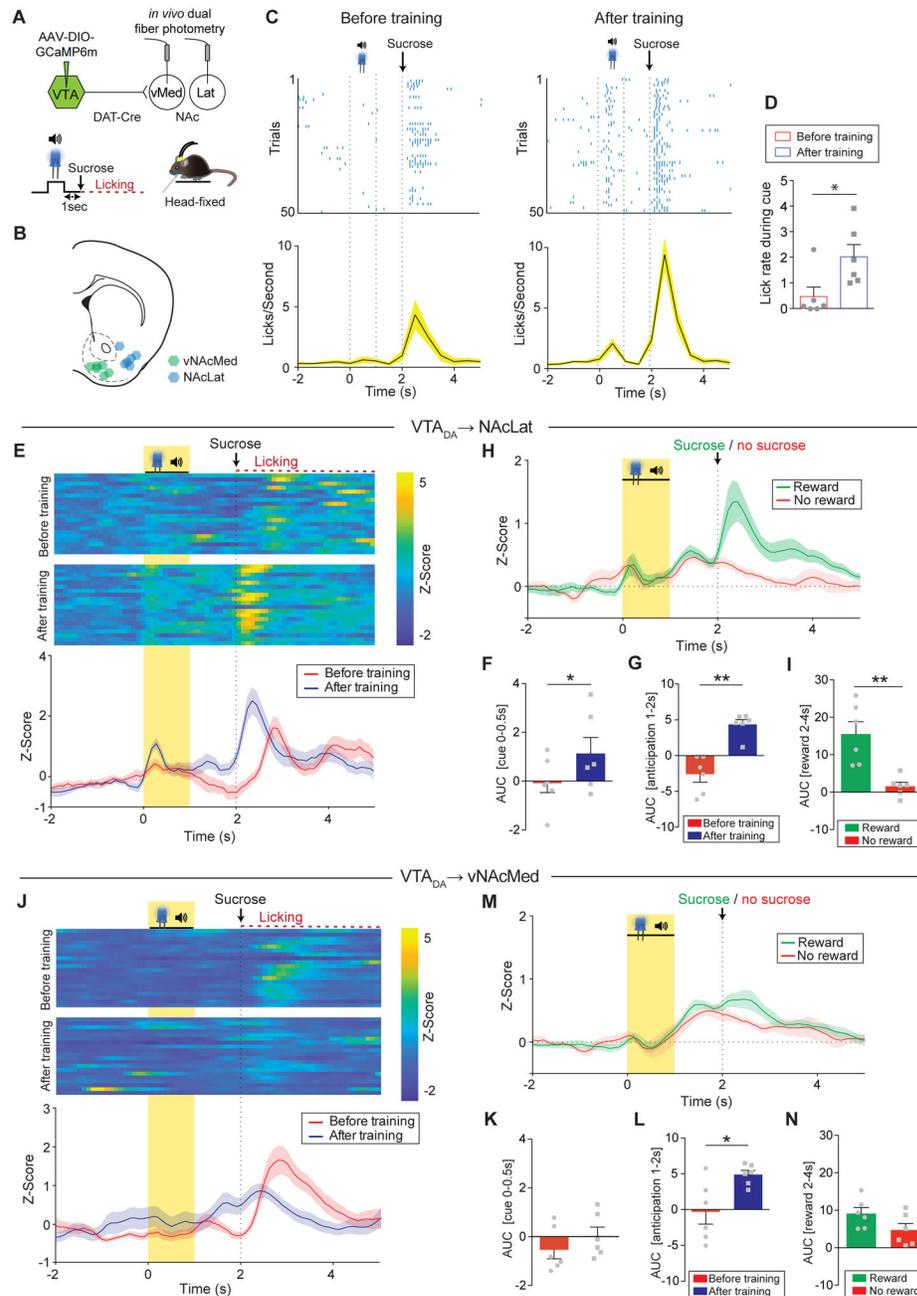 A
AAV-DIO-
GCaMP6m
in vivo dual
fiber photometry
VTA
vMed
Lat
DAT-Cre
NAc
Sucrose
Licking
1sec
Head-fixed
B
vNAcMed
NAcLat
C
Before training
After training
Sucrose
Sucrose
Trials
1
50
Trials
1
50
Licks/Second
10
5
0
-2 0 2 4
Time (s)
Licks/Second
10
5
0
-2 0 2 4
Time (s)
D
Before training
After training
*
Lick rate during cue
5
4
3
2
1
0
VTADA→ NAcLat
E
Sucrose
Licking
Before training
After training
5
Z-Score
-2
Before training
After training
Z-Score
4
2
0
-1
-2 0 2 4
Time (s)
H
Sucrose / no sucrose
Reward
No reward
Z-Score
2
1
0
-2 0 2 4
Time (s)
F
*
AUC [cue 0-0.5s]
4
2
0
-2
G
**
AUC [anticipation 1-2s]
10
5
0
-5
-10
Before training
After training
I
**
AUC [reward 2-4s]
30
20
10
0
-10
Reward
No reward
VTADA→ vNAcMed
J
Sucrose
Licking
Before training
After training
5
Z-Score
-2
Before training
After training
Z-Score
3
2
1
0
-1
-2 0 2 4
Time (s)
M
Sucrose / no sucrose
Reward
No reward
Z-Score
2
1
0
-2 0 2 4
Time (s)
K
AUC [cue 0-0.5s]
4
2
0
-2
L
*
AUC [anticipation 1-2s]
10
5
0
-5
-10
Before training
After training
N
AUC [reward 2-4s]
30
20
10
0
-10
Reward
No reward